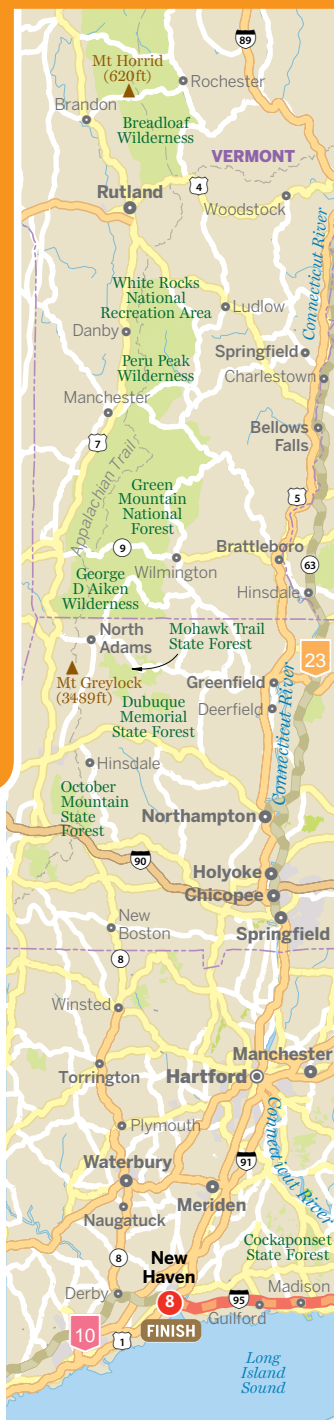 89
Mt Horrid
(620ft)
Rochester
Brandon
Breadloaf
Wilderness
VERMONT
4
Rutland
Woodstock
Connecticut River
White Rocks
National
Recreation Area
Ludlow
Danby
Springfield
Peru Peak
Wilderness
Charlestown
Manchester
Bellows
Falls
7
Appalachian Trail
Green
Mountain
National
Forest
5
9
Brattleboro
Wilmington
63
George
D Aiken
Wilderness
Hinsdale
North
Adams
Mohawk Trail
State Forest
23
Mt Greylock
(3489ft)
Greenfield
Dubuque
Memorial
State Forest
Deerfield
Connecticut River
Hinsdale
October
Mountain
State
Forest
Northampton
90
Holyoke
Chicopee
New
Boston
Springfield
8
Winsted
Manchester
Torrington
Hartford
Connecticut River
Plymouth
91
Waterbury
Meriden
Naugatuck
Cockaponset
State Forest
8
New
Haven
Derby
8
95
Madison
Guilford
10
1
FINISH
Long
Island
Sound